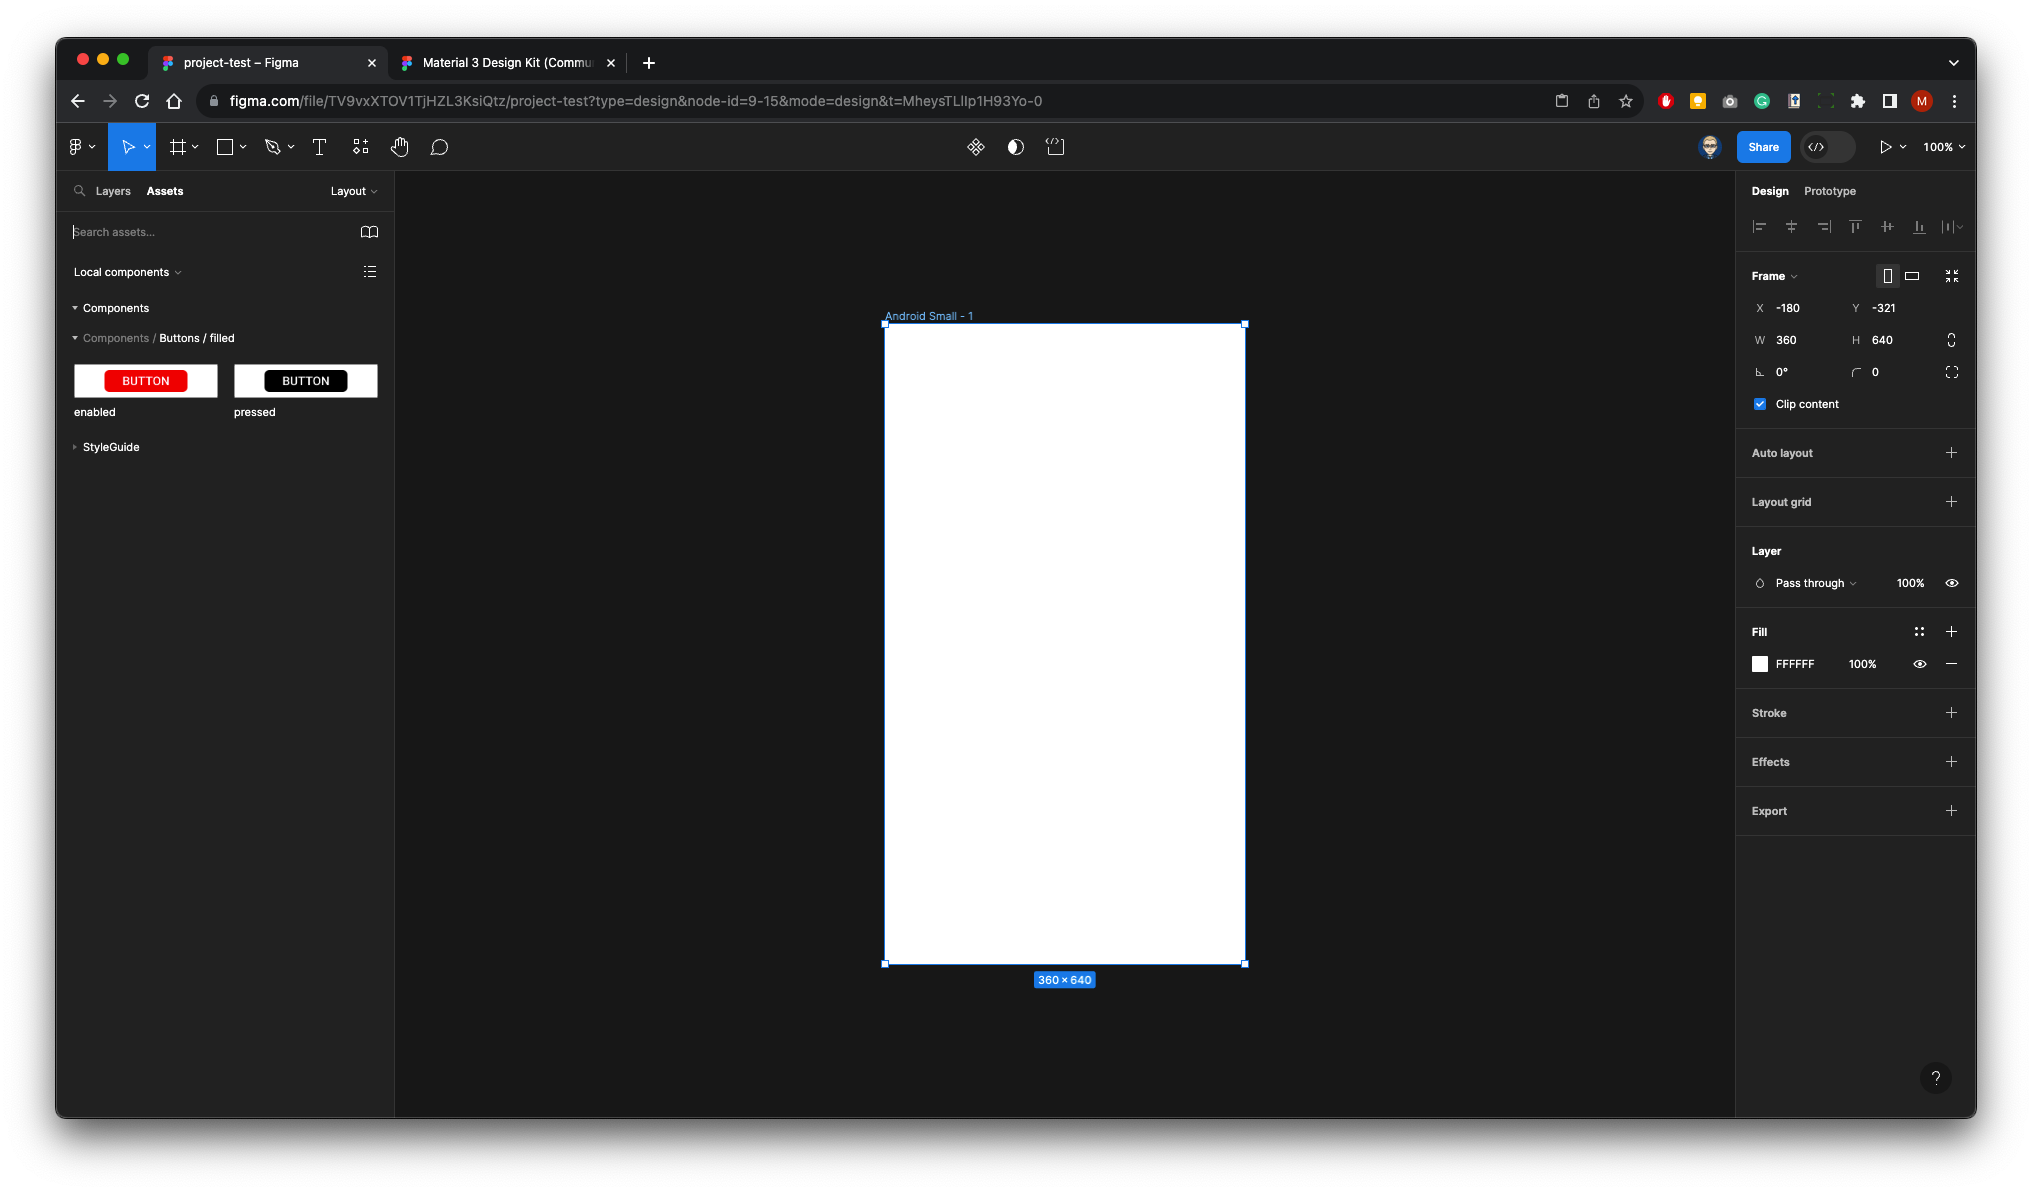 project-test – Figma
Material 3 Design Kit (Commu
figma.com/file/TV9vxXTOV1TjHZL3KsiQtz/project-test?type=design&node-id=9-15&mode=design&t=MheysTLlIp1H93Yo-0
M
Share
100%
Layers Assets Layout
Search assets...
Local components
Components
Components / Buttons / filled
BUTTON BUTTON
enabled pressed
StyleGuide
Android Small - 1
360 × 640
Design Prototype
Frame
X -180 Y -321
W 360 H 640
0° 0
Clip content
Auto layout
Layout grid
Layer
Pass through 100%
Fill
FFFFFF 100%
Stroke
Effects
Export
?